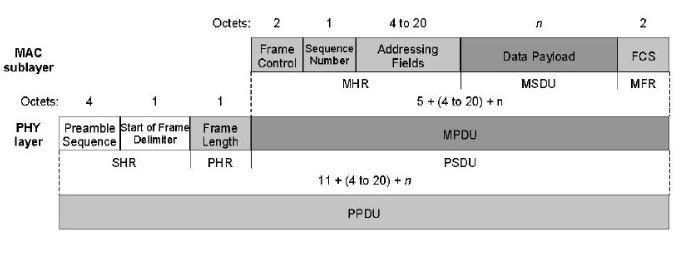 Octets: 2 1 4 to 20 n 2
MAC sublayer
Frame Control
Sequence Number
Addressing Fields
Data Payload
FCS
MHR MSDU MFR
Octets: 4 1 1 5 + (4 to 20) + n
PHY layer
Preamble Sequence
Start of Frame Delimiter
Frame Length
MPDU
SHR PHR PSDU
11 + (4 to 20) + n
PPDU